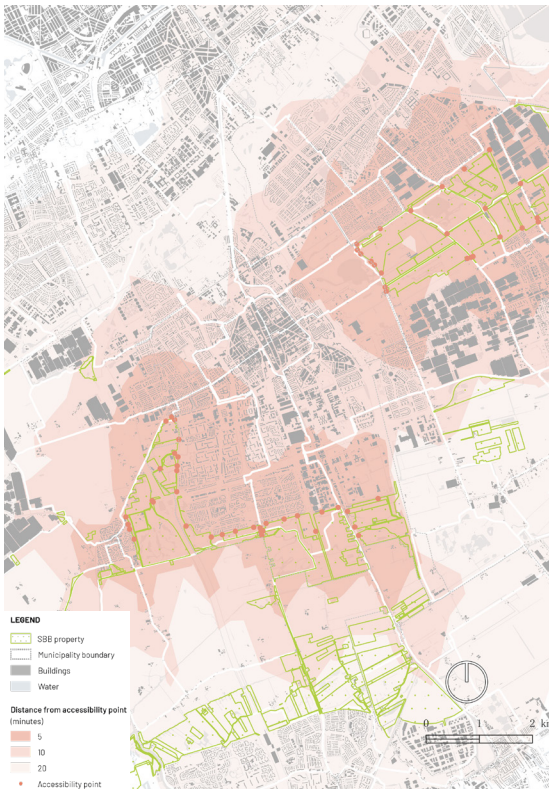 LEGEND
SBB property
Municipality boundary
Buildings
Water
Distance from accessibility point
(minutes)
5
10
20
Accessibility point
0 1 2 km